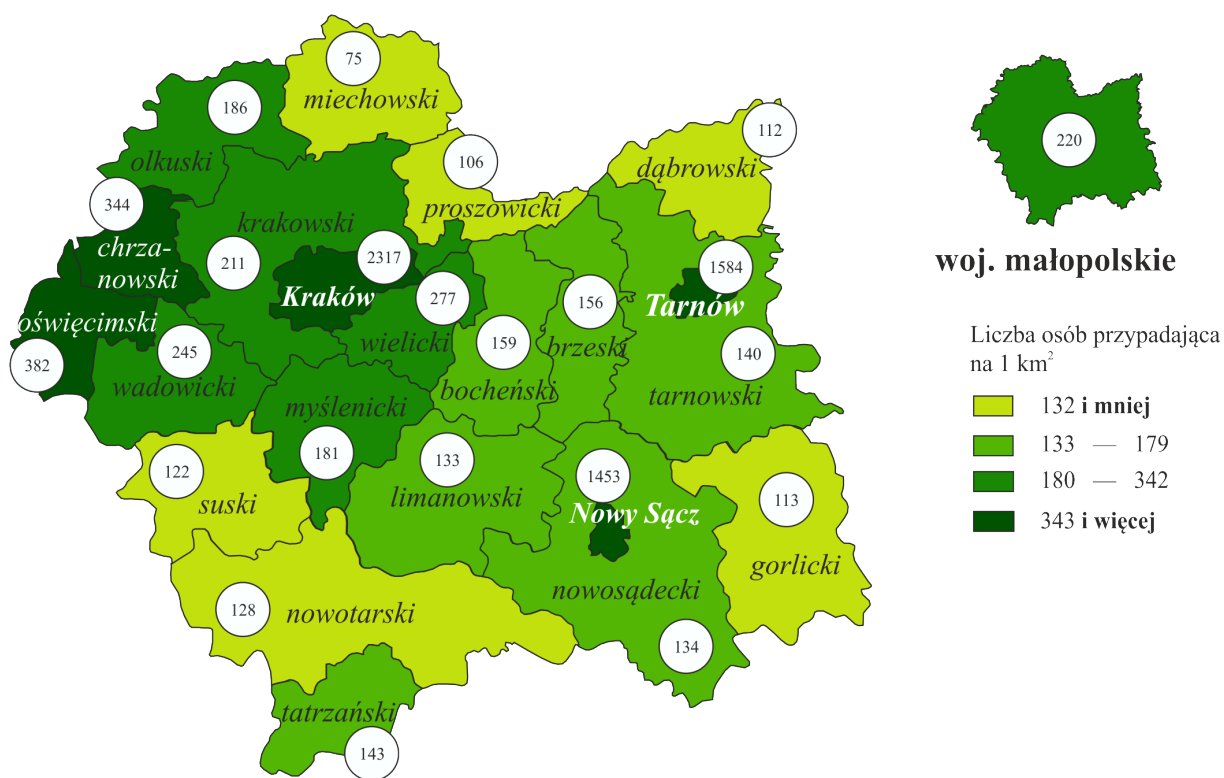 75
miechowski
186
olkuski
112
dąbrowski
106
proszowicki
220
woj. małopolskie
344
chrza-
nowski
krakowski
211
2317
Kraków
277
wielicki
1584
Tarnów
156
brzeski
159
bocheński
140
tarnowski
oświęcimski
382
245
wadowicki
myślenicki
181
122
suski
133
limanowski
1453
Nowy Sącz
113
gorlicki
nowosądecki
134
128
nowotarski
tatrzański
143
Liczba osób przypadająca
na 1 km²
132 i mniej
133 — 179
180 — 342
343 i więcej